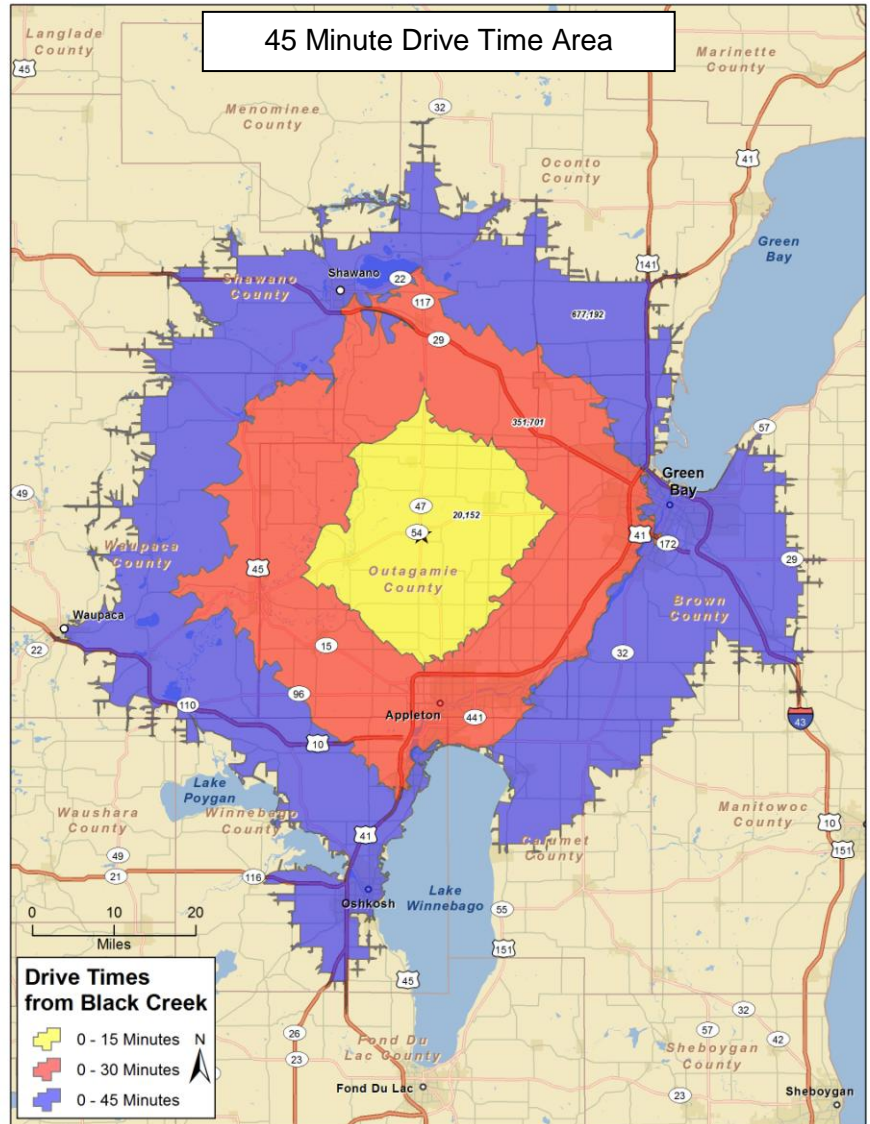 45 Minute Drive Time Area
Langlade
County
45
Marinette
County
Menominee
County
32
41
Oconto
County
Green
Bay
141
Shawano
County
Shawano
22
117
677,192
29
351,701
57
Green
Bay
49
47
20,152
54
41
172
29
Waupaca
County
45
Outagamie
County
Brown
County
Waupaca
22
15
32
96
110
Appleton
441
43
10
Lake
Poygan
Waushara
County
Winnebago
County
Manitowoc
County
10
151
41
Calumet
County
49
21
116
Lake
Winnebago
Oshkosh
55
0 10 20
Miles
151
45
Drive Times
from Black Creek
0 - 15 Minutes
0 - 30 Minutes
0 - 45 Minutes
N
26
23
Fond Du
Lac County
Fond Du Lac
32
57
42
Sheboygan
County
23
Sheboygan